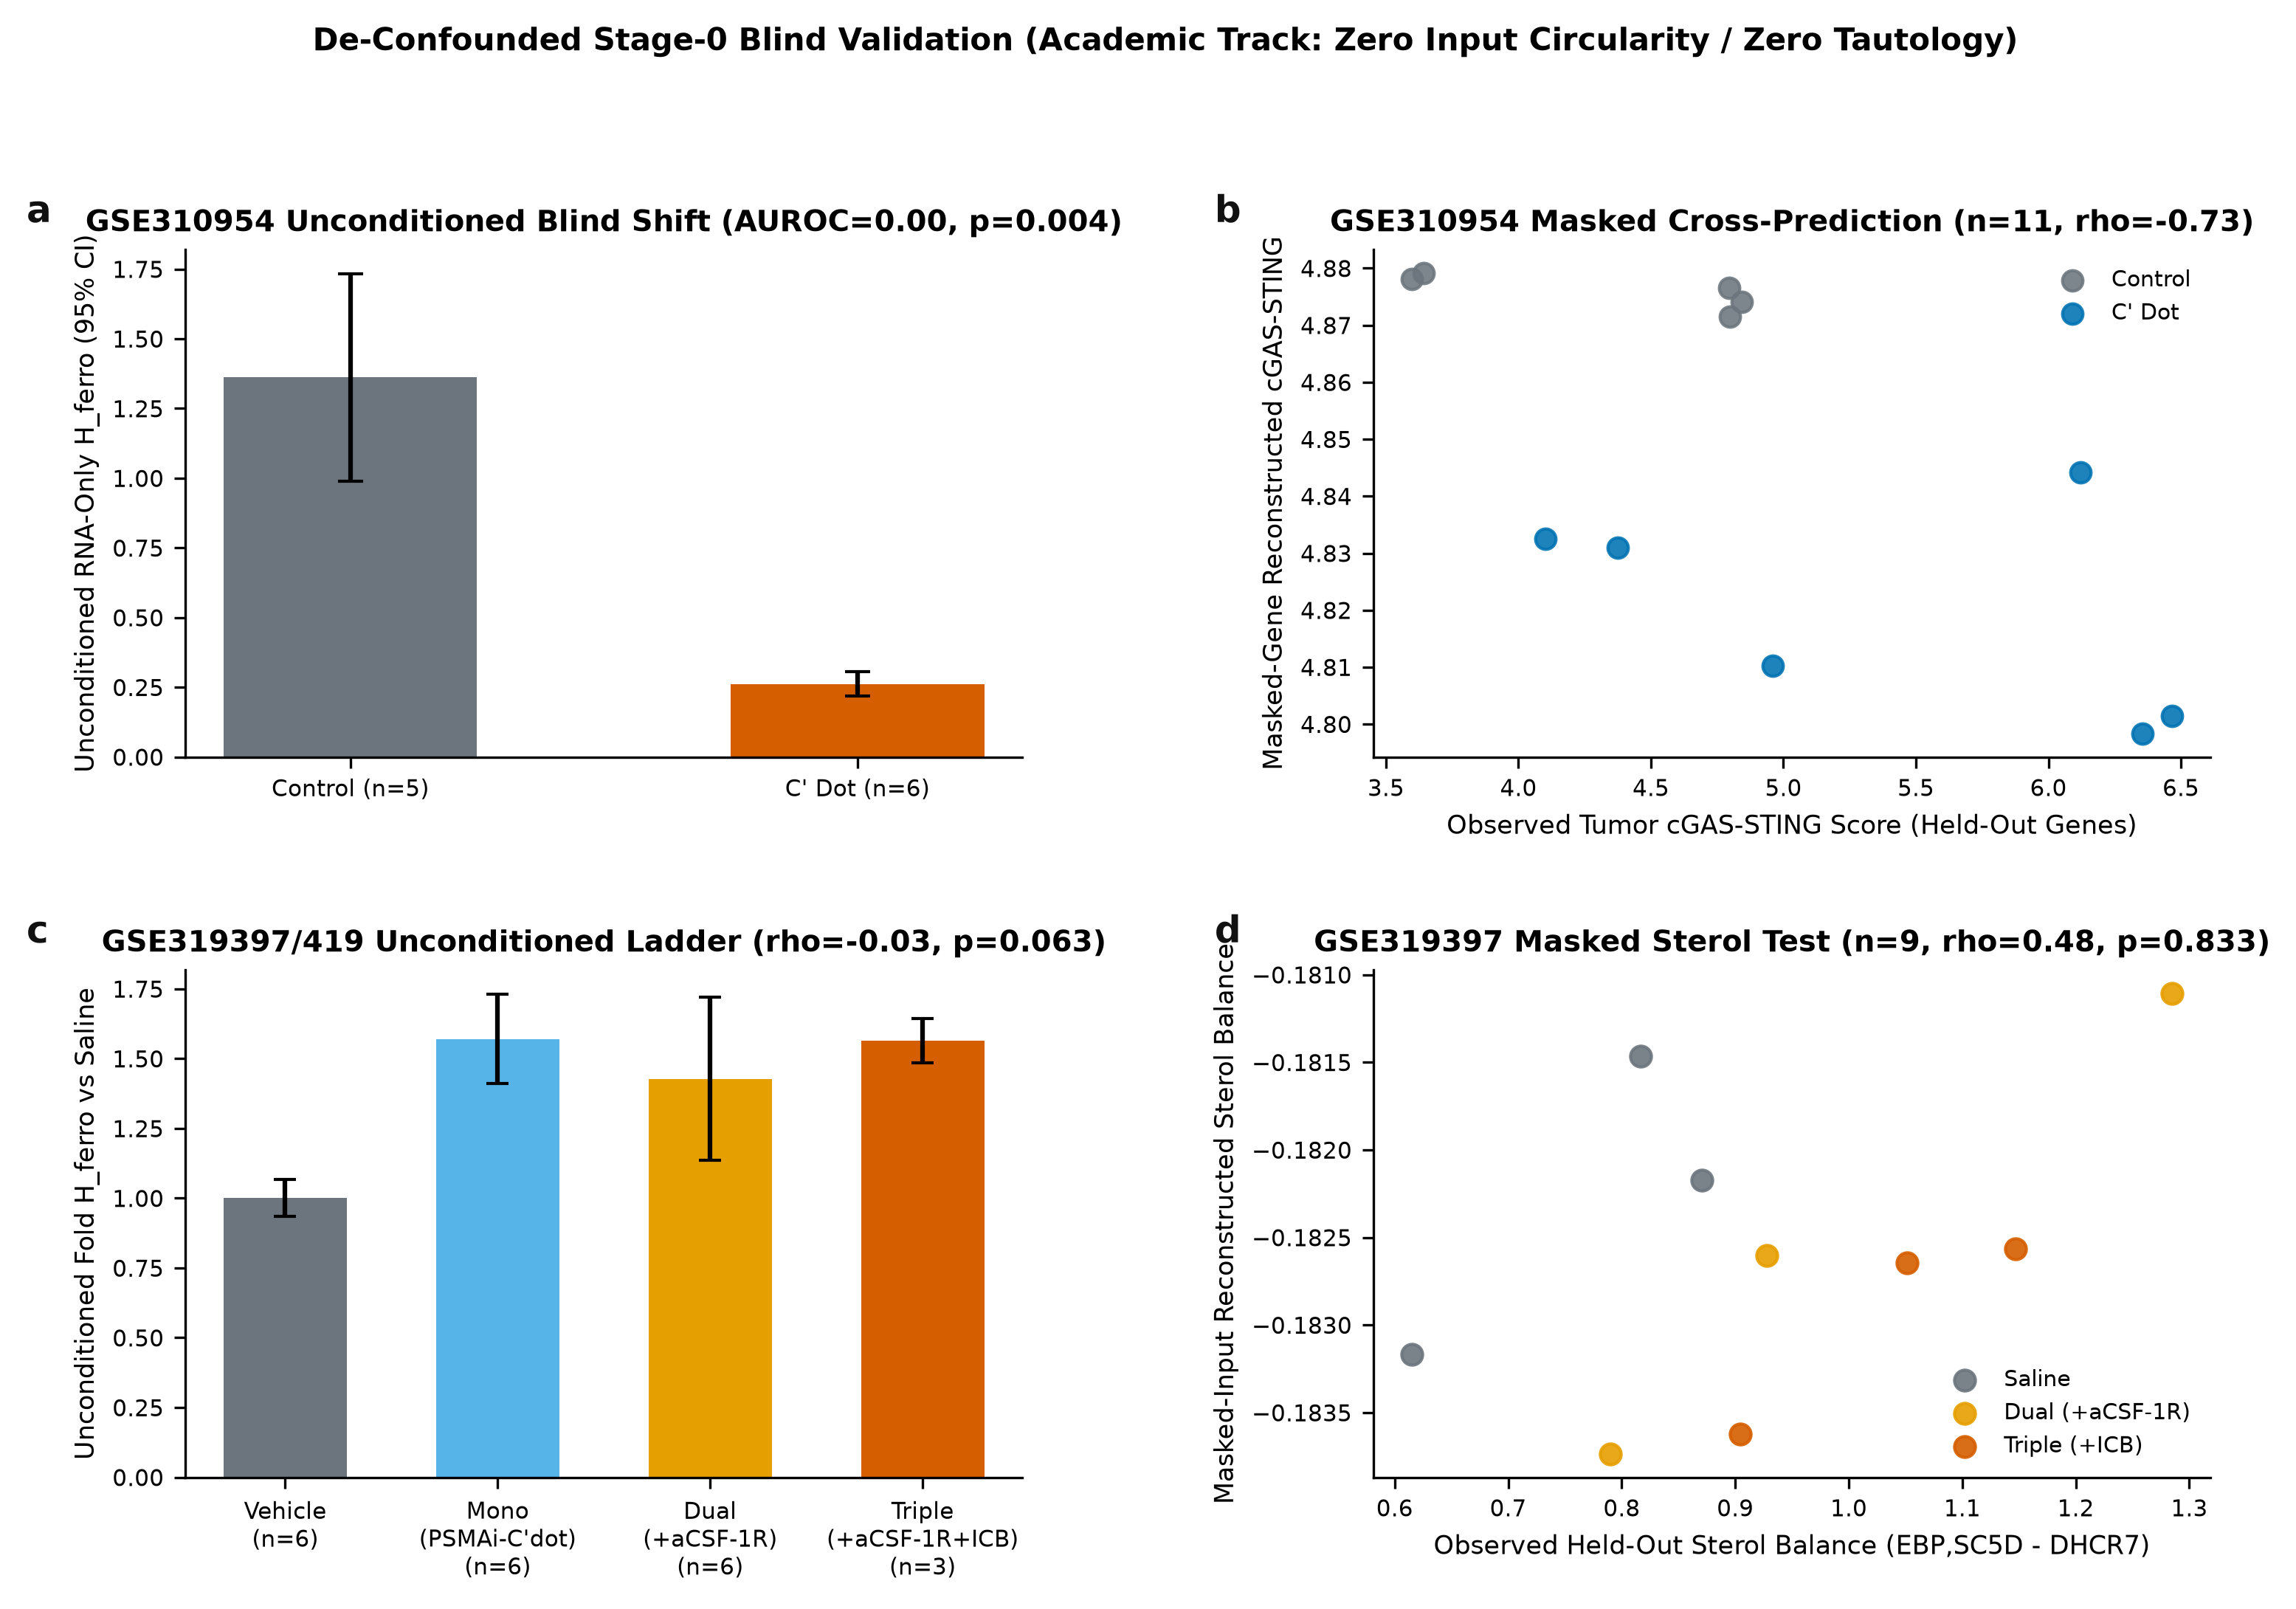 De-Confounded Stage-0 Blind Validation (Academic Track: Zero Input Circularity / Zero Tautology)
a
GSE310954 Unconditioned Blind Shift (AUROC=0.00, p=0.004)
Unconditioned RNA-Only H_ferro (95% CI)
1.75
1.50
1.25
1.00
0.75
0.50
0.25
0.00
Control (n=5)
C' Dot (n=6)
b
GSE310954 Masked Cross-Prediction (n=11, rho=-0.73)
Masked-Gene Reconstructed cGAS-STING
4.88
4.87
4.86
4.85
4.84
4.83
4.82
4.81
4.80
Control
C' Dot
3.5
4.0
4.5
5.0
5.5
6.0
6.5
Observed Tumor cGAS-STING Score (Held-Out Genes)
c
GSE319397/419 Unconditioned Ladder (rho=-0.03, p=0.063)
Unconditioned Fold H_ferro vs Saline
1.75
1.50
1.25
1.00
0.75
0.50
0.25
0.00
Vehicle
(n=6)
Mono
(PSMAi-C'dot)
(n=6)
Dual
(+aCSF-1R)
(n=6)
Triple
(+aCSF-1R+ICB)
(n=3)
d
GSE319397 Masked Sterol Test (n=9, rho=0.48, p=0.833)
Masked-Input Reconstructed Sterol Balance
−0.1810
−0.1815
−0.1820
−0.1825
−0.1830
−0.1835
Saline
Dual (+aCSF-1R)
Triple (+ICB)
0.6
0.7
0.8
0.9
1.0
1.1
1.2
1.3
Observed Held-Out Sterol Balance (EBP,SC5D - DHCR7)